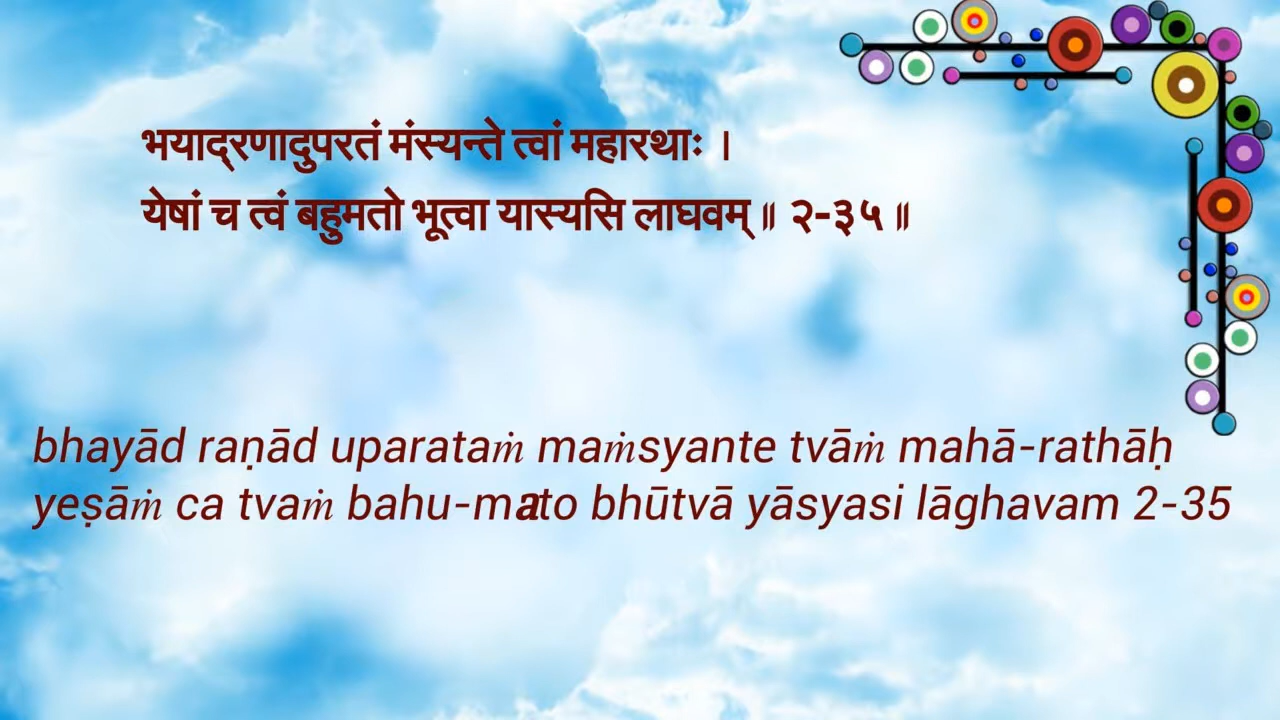 भयाद्रणादुपरतं मंस्यन्ते त्वां महारथाः ।
येषां च त्वं बहुमतो भूत्वा यास्यसि लाघवम् ॥ २-३५ ॥
bhayād raṇād uparataṁ maṁsyante tvāṁ mahā-rathāḥ
yeṣāṁ ca tvaṁ bahu-mato bhūtvā yāsyasi lāghavam 2-35